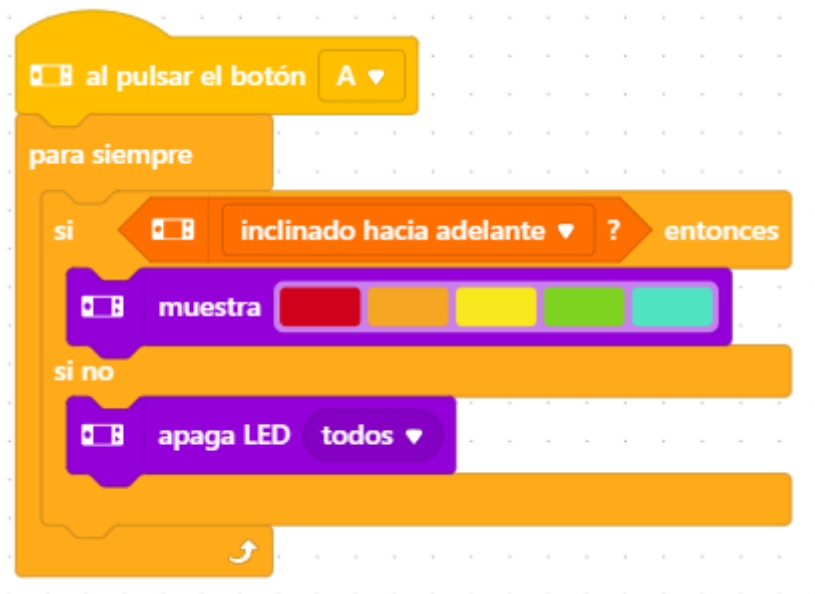 al pulsar el botón A
para siempre
si inclinado hacia adelante ? entonces
muestra
si no
apaga LED todos